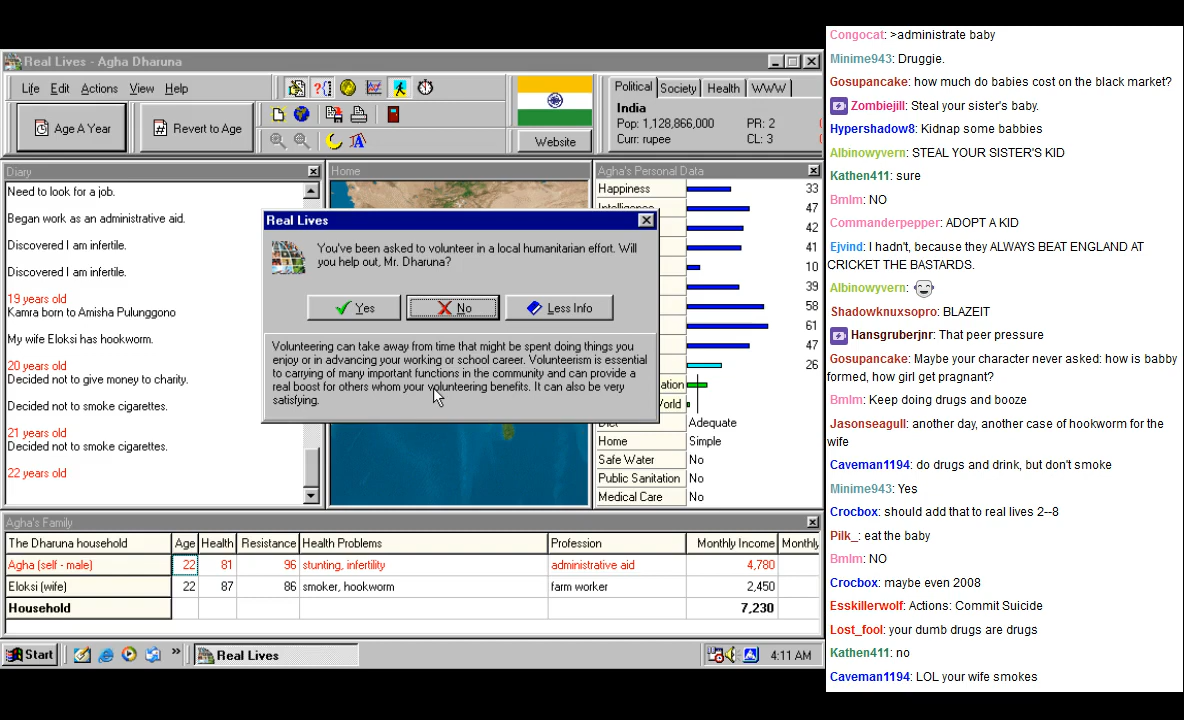 Real Lives - Agha Dharuna
Life Edit Actions View Help
Age A Year
Revert to Age
Website
Political Society Health WWW
India
Pop: 1,128,866,000 PR: 2
Curr: rupee CL: 3
Diary
Need to look for a job.
Began work as an administrative aid.
Discovered I am infertile.
Discovered I am infertile.
19 years old
Kamra born to Amisha Pulunggono
My wife Eloksi has hookworm.
20 years old
Decided not to give money to charity.
Decided not to smoke cigarettes.
21 years old
Decided not to smoke cigarettes.
22 years old
Home
Real Lives
You've been asked to volunteer in a local humanitarian effort. Will
you help out, Mr. Dharuna?
Yes
No
Less Info
Volunteering can take away from time that might be spent doing things you
enjoy or in advancing your working or school career. Volunteerism is essential
to carrying of many important functions in the community and can provide a
real boost for others whom your volunteering benefits. It can also be very
satisfying.
Agha's Personal Data
Happiness 33
47
42
41
10
39
58
61
47
26
Adequate
Home Simple
Safe Water No
Public Sanitation No
Medical Care No
Agha's Family
The Dharuna household Age Health Resistance Health Problems Profession Monthly Income Monthly
Agha (self - male) 22 81 96 stunting, infertility administrative aid 4,780
Eloksi (wife) 22 87 86 smoker, hookworm farm worker 2,450
Household 7,230
Start
Real Lives
4:11 AM
Congocat: >administrate baby
Minime943: Druggie.
Gosupancake: how much do babies cost on the black market?
Zombiejill: Steal your sister's baby.
Hypershadow8: Kidnap some babbies
Albinowyvern: STEAL YOUR SISTER'S KID
Kathen411: sure
Bmlm: NO
Commanderpepper: ADOPT A KID
Ejvind: I hadn't, because they ALWAYS BEAT ENGLAND AT
CRICKET THE BASTARDS.
Albinowyvern:
Shadowknuxsopro: BLAZEIT
Hansgruberjnr: That peer pressure
Gosupancake: Maybe your character never asked: how is babby
formed, how girl get pragnant?
Bmlm: Keep doing drugs and booze
Jasonseagull: another day, another case of hookworm for the
wife
Caveman1194: do drugs and drink, but don't smoke
Minime943: Yes
Crocbox: should add that to real lives 2--8
Pilk_: eat the baby
Bmlm: NO
Crocbox: maybe even 2008
Esskillerwolf: Actions: Commit Suicide
Lost_fool: your dumb drugs are drugs
Kathen411: no
Caveman1194: LOL your wife smokes